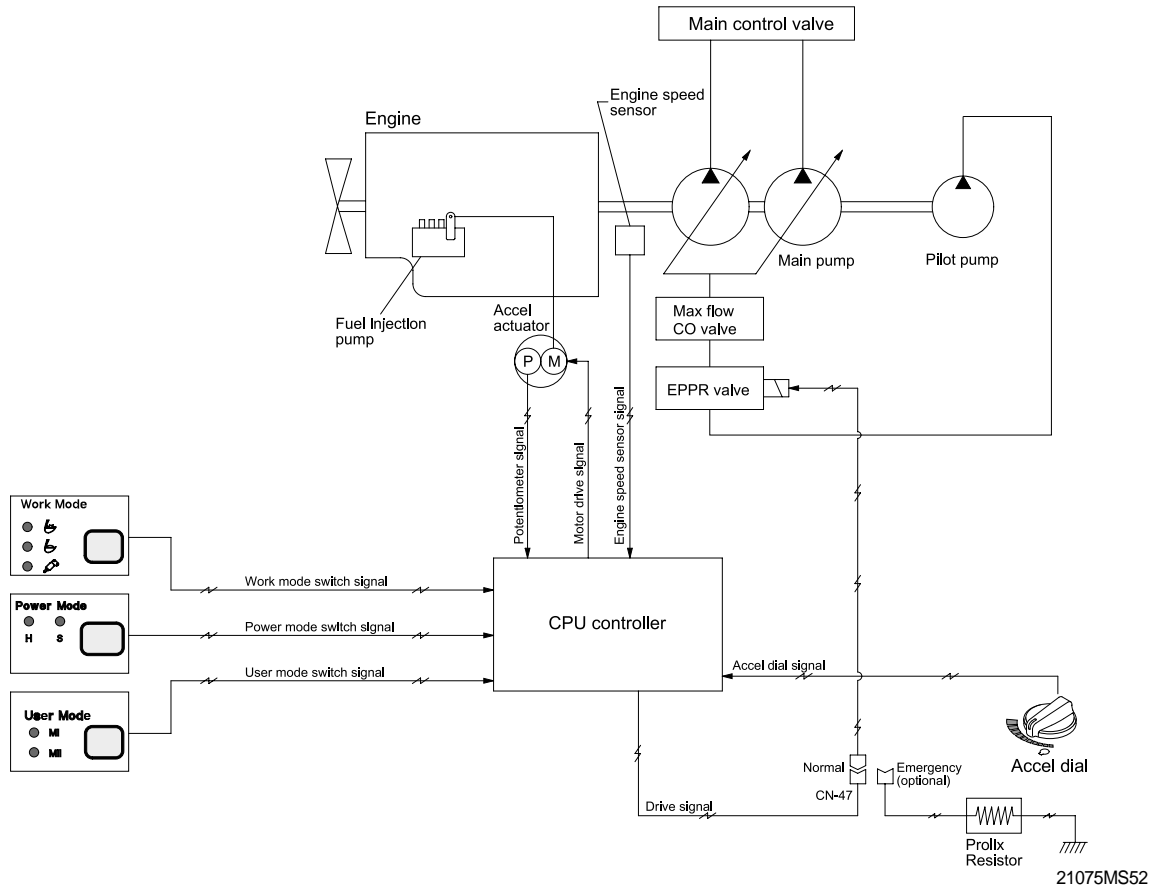 Main control valve
Engine speed
sensor
Engine
Main pump
Pilot pump
Fuel Injection
pump
Accel
actuator
P
M
Max flow
CO valve
EPPR valve
Potentiometer signal
Motor drive signal
Engine speed sensor signal
Work Mode
Work mode switch signal
Power Mode
H
S
Power mode switch signal
User mode switch signal
User Mode
MI
MII
CPU controller
Accel dial signal
Accel dial
Normal
CN-47
Emergency
(optional)
Drive signal
Prolix
Resistor
21075MS52